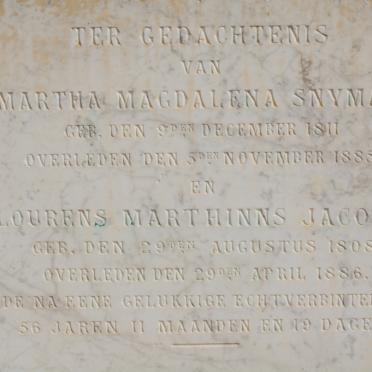 TER GEDACHTENIS
VAN
MARTHA MAGDALENA SNYMA
GEB. DEN 9DEN DECEMBER 1811
OVERLEDEN DEN 5DEN NOVEMBER 1885
EN
LOURENS MARTHINNS JACO
GEB. DEN 29DEN AUGUSTUS 1808
OVERLEDEN DEN 29DEN APRIL 1886.
DE NA EENE GELUKKIGE ECHTVERBINTE
56 JAREN 11 MAANDEN EN 19 DAGE